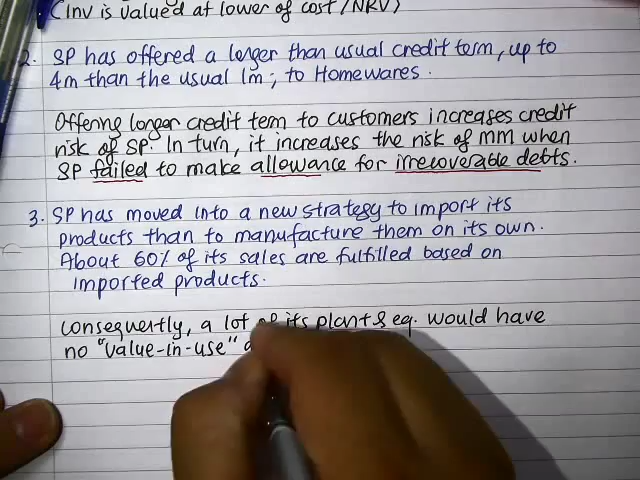 (Inv is valued at lower of cost/NRV)
2. SP has offered a longer than usual credit term, up to
4m than the usual 1m; to Homewares.
Offering longer credit tem to customers increases credit
risk of SP. In turn, it increases the risk of MM when
SP failed to make allowance for irrecoverable debts.
3. SP has moved into a new strategy to import its
products than to manufacture them on its own.
About 60% of its sales are fulfilled based on
imported products.
Consequently, a lot of its plant & eq. would have
no "value-in-use"